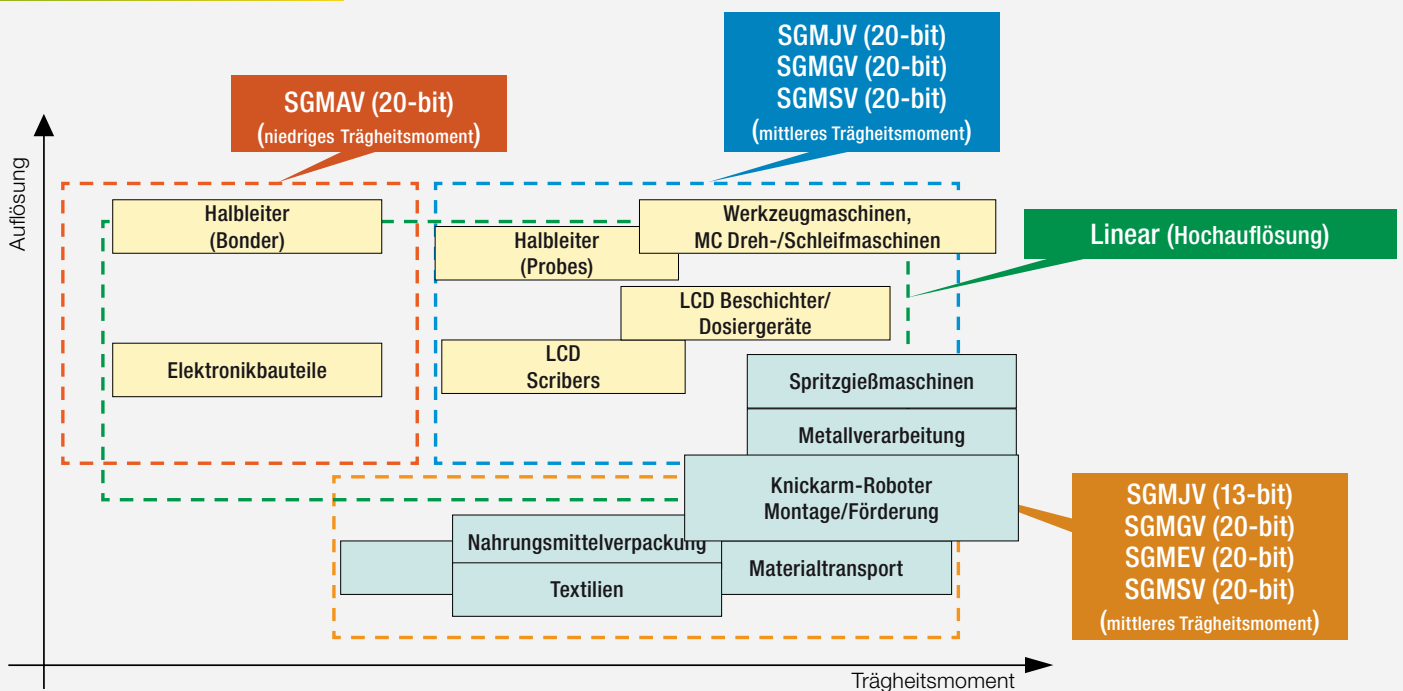 SGMJV (20-bit)
SGMGV (20-bit)
SGMSV (20-bit)
(mittleres Trägheitsmoment)
SGMAV (20-bit)
(niedriges Trägheitsmoment)
Auflösung
Halbleiter
(Bonder)
Halbleiter
(Probes)
Werkzeugmaschinen,
MC Dreh-/Schleifmaschinen
Linear (Hochauflösung)
LCD Beschichter/
Dosiergeräte
Elektronikbauteile
LCD
Scribers
Spritzgießmaschinen
Metallverarbeitung
Knickarm-Roboter
Montage/Förderung
SGMJV (13-bit)
SGMGV (20-bit)
SGMEV (20-bit)
SGMSV (20-bit)
(mittleres Trägheitsmoment)
Nahrungsmittelverpackung
Materialtransport
Textilien
Trägheitsmoment